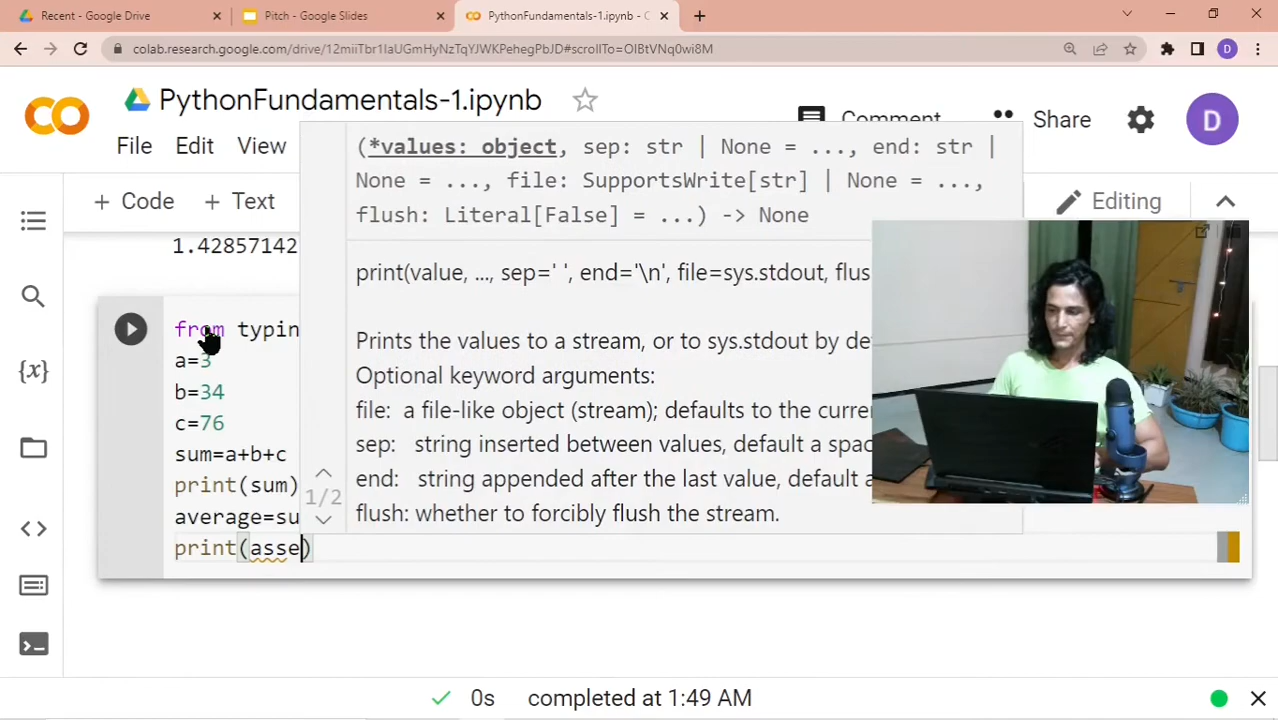 Recent - Google Drive
Pitch - Google Slides
PythonFundamentals-1.ipynb - C
colab.research.google.com/drive/12miiTbr1IaUGmHyNzTqYJWKPehegPbJD#scrollTo=OlBtVNq0wi8M
D
PythonFundamentals-1.ipynb
Comment
Share
D
File Edit View
+ Code + Text
Editing
(*values: object, sep: str | None = ..., end: str |
None = ..., file: SupportsWrite[str] | None = ...,
flush: Literal[False] = ...) -> None
print(value, ..., sep=' ', end='\n', file=sys.stdout, flus
Prints the values to a stream, or to sys.stdout by de
Optional keyword arguments:
file: a file-like object (stream); defaults to the curre
sep: string inserted between values, default a spac
end: string appended after the last value, default a
flush: whether to forcibly flush the stream.
1/2
1.42857142
from typin
a=3
b=34
c=76
sum=a+b+c
print(sum)
average=su
print(asse)
{x}
0s completed at 1:49 AM